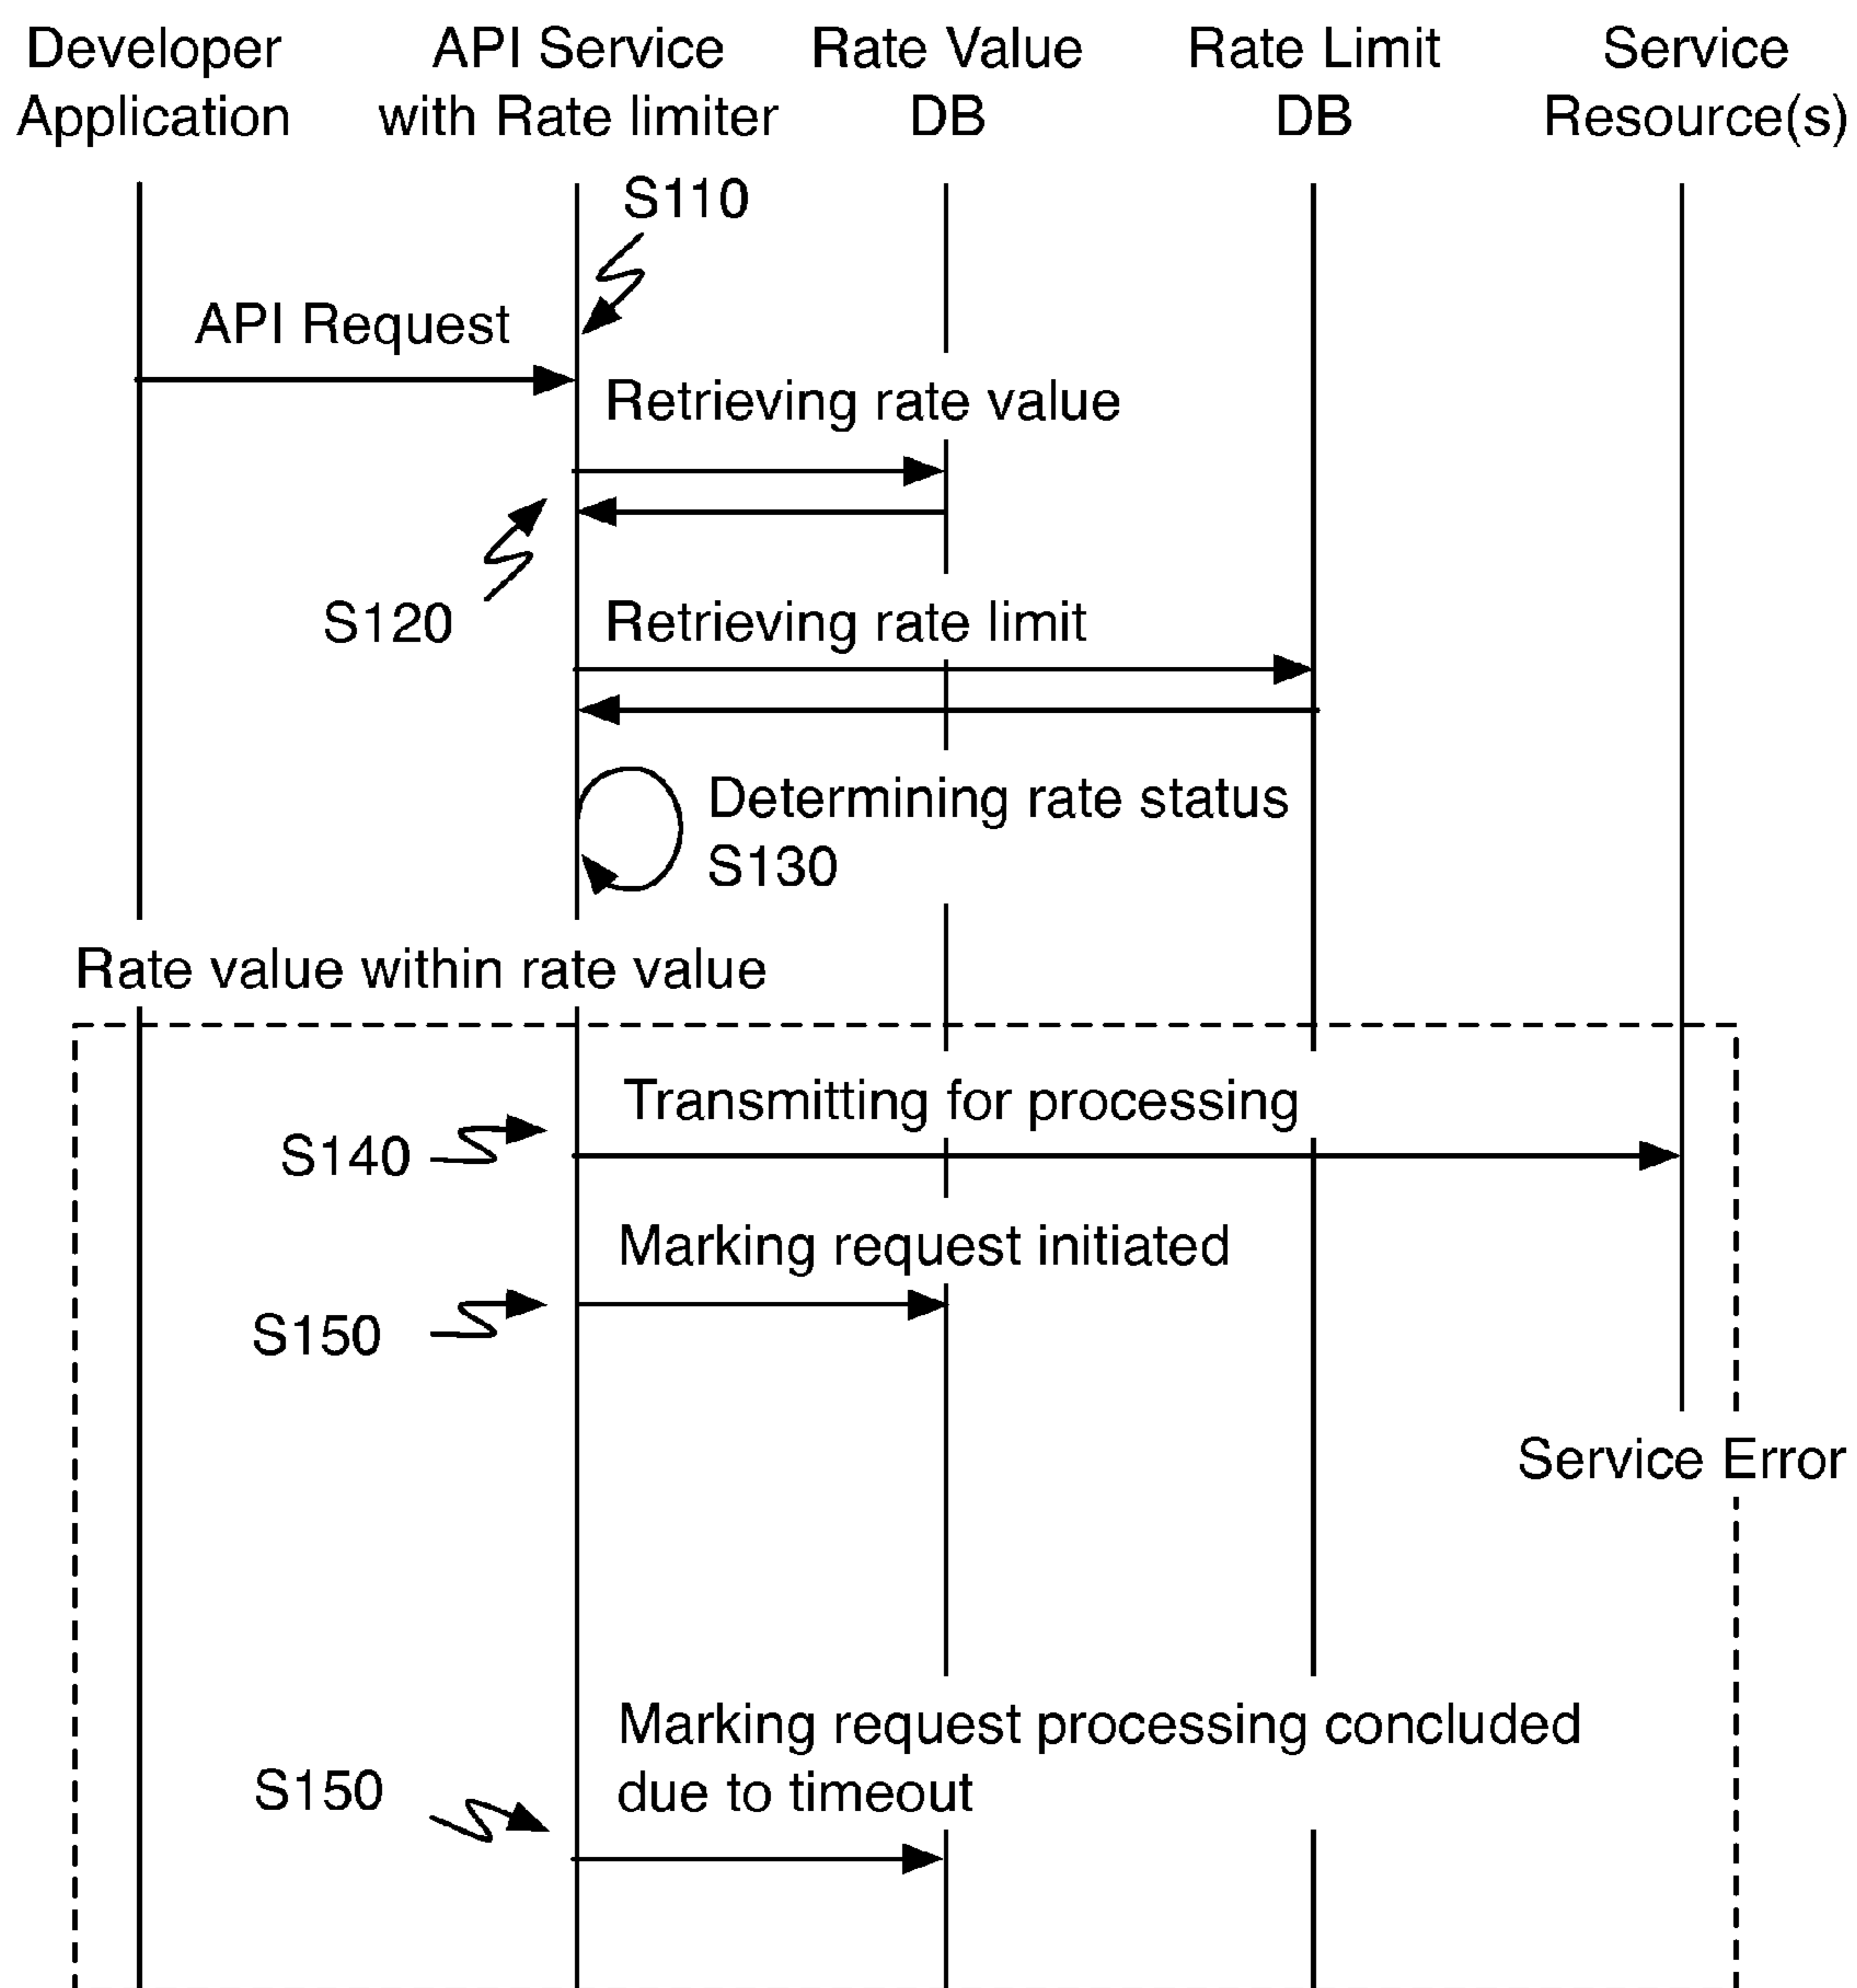 Developer
Application
API Service
with Rate limiter
Rate Value
DB
Rate Limit
DB
Service
Resource(s)
S110
API Request
Retrieving rate value
S120
Retrieving rate limit
Determining rate status
S130
Rate value within rate value
Transmitting for processing
S140
Marking request initiated
S150
Service Error
Marking request processing concluded
due to timeout
S150